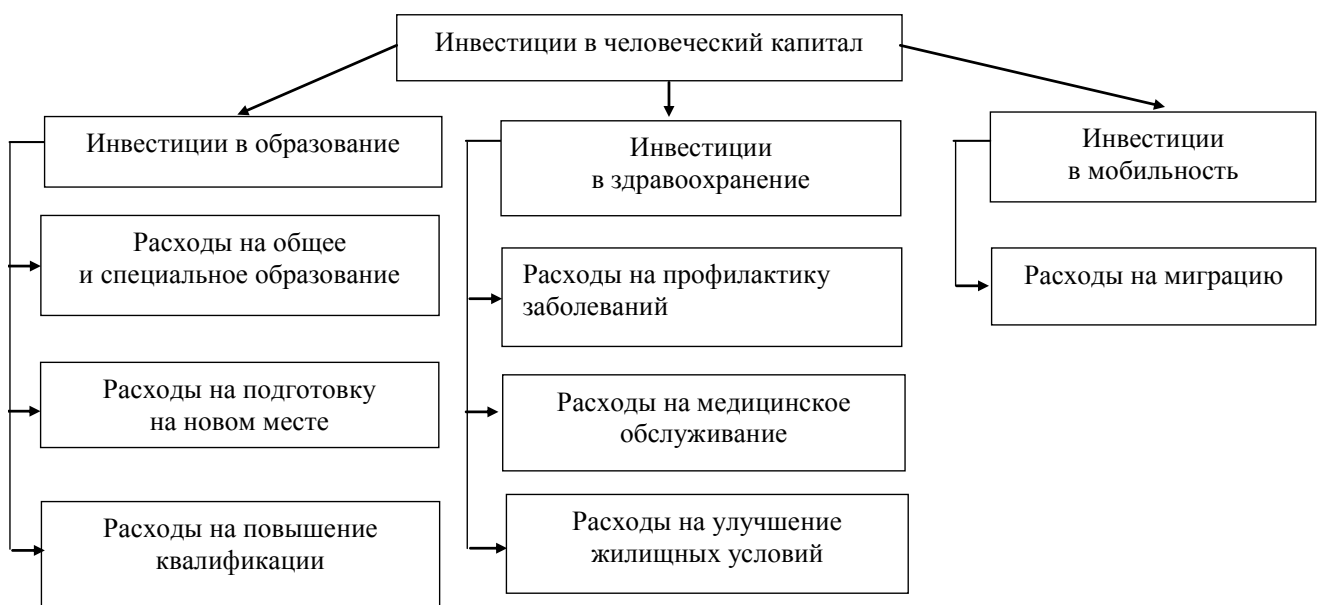 Инвестиции в человеческий капитал
Инвестиции в образование
Расходы на общее
и специальное образование
Расходы на подготовку
на новом месте
Расходы на повышение
квалификации
Инвестиции
в здравоохранение
Расходы на профилактику
заболеваний
Расходы на медицинское
обслуживание
Расходы на улучшение
жилищных условий
Инвестиции
в мобильность
Расходы на миграцию